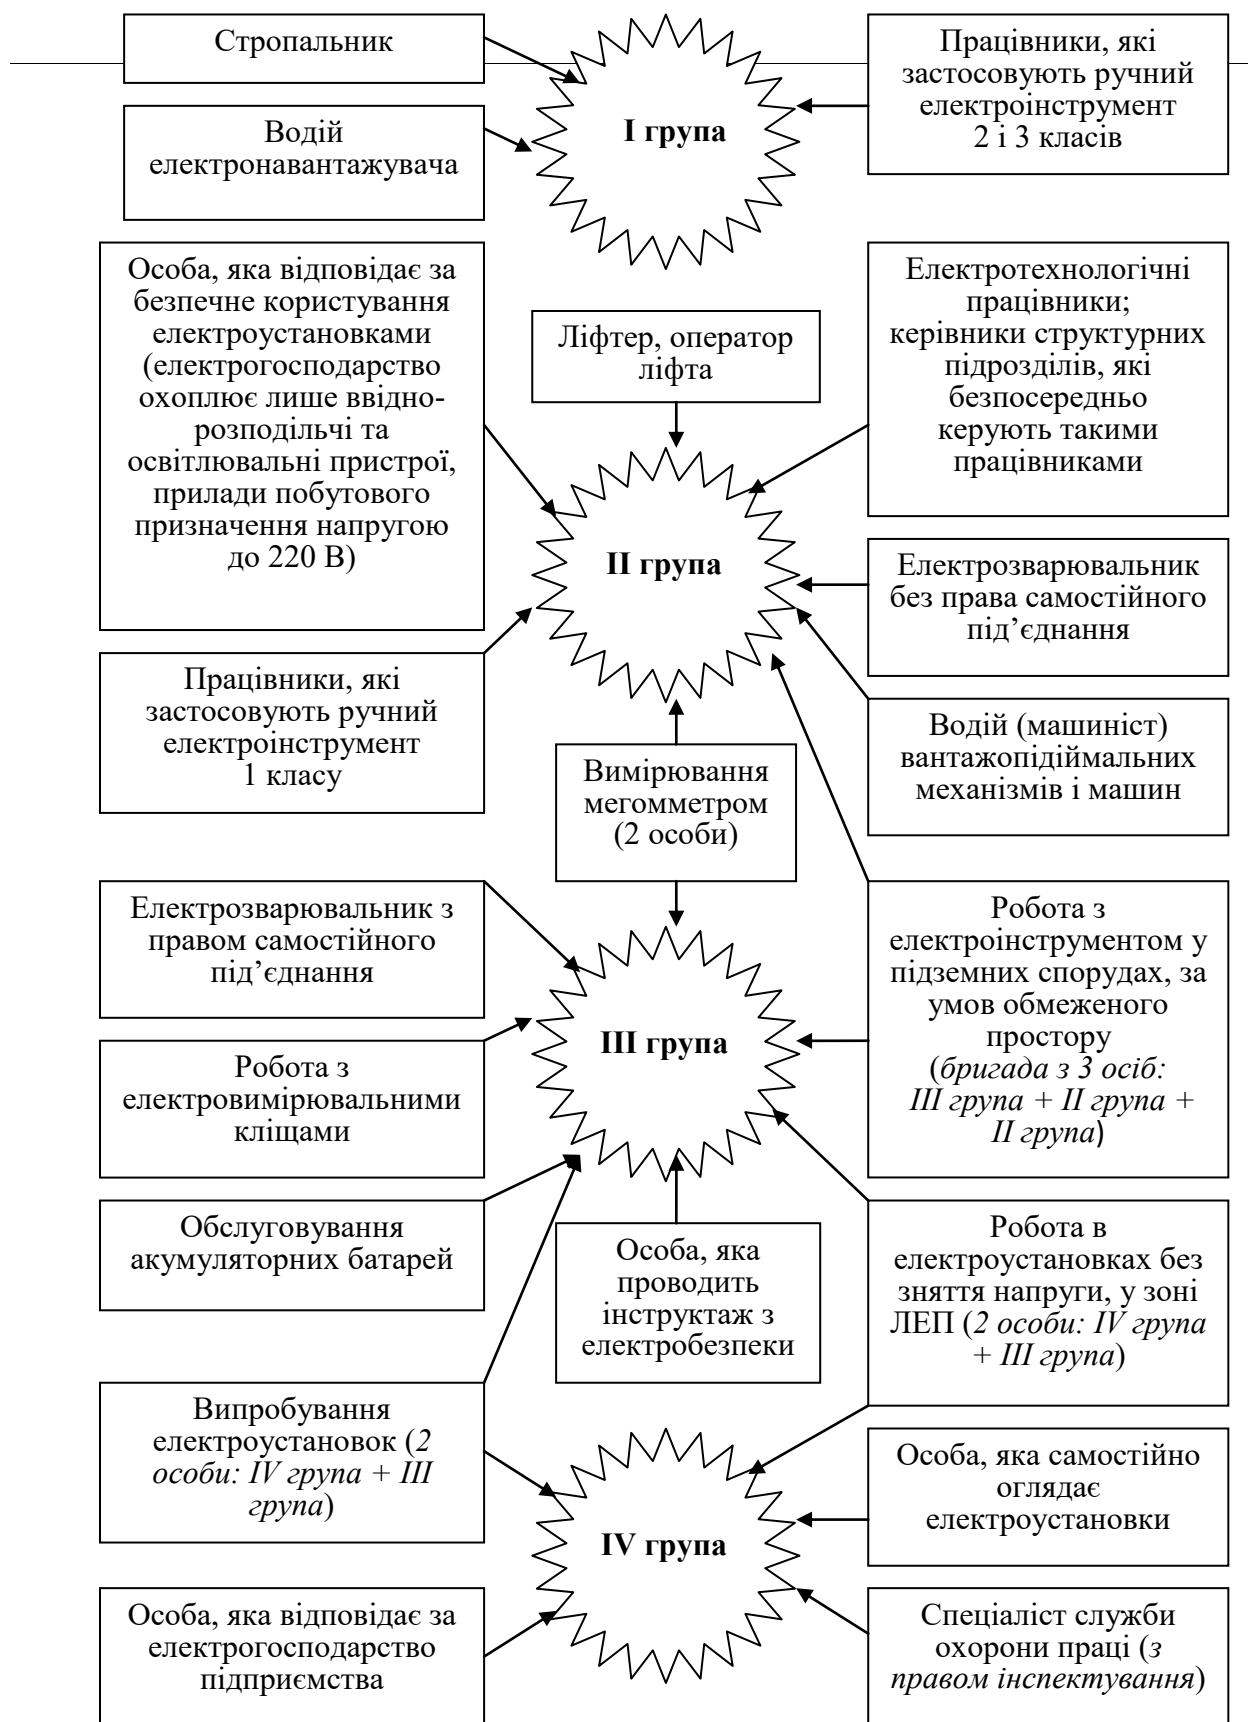 Стропальник
Працівники, які
застосовують ручний
електроінструмент
2 і 3 класів
І група
Водій
електронавантажувача
Особа, яка відповідає за
безпечне користування
електроустановками
(електрогосподарство
охоплює лише ввідно-
розподільчі та
освітлювальні пристрої,
прилади побутового
призначення напругою
до 220 В)
Ліфтер, оператор
ліфта
Електротехнологічні
працівники;
керівники структурних
підрозділів, які
безпосередньо
керують такими
працівниками
ІІ група
Електрозварювальник
без права самостійного
під’єднання
Працівники, які
застосовують ручний
електроінструмент
1 класу
Вимірювання
мегомметром
(2 особи)
Водій (машиніст)
вантажопідіймальних
механізмів і машин
Електрозварювальник з
правом самостійного
під’єднання
Робота з
електроінструментом у
підземних спорудах, за
умов обмеженого
простору
(бригада з 3 осіб:
ІІІ група + ІІ група +
ІІ група)
ІІІ група
Робота з
електровимірювальними
кліщами
Обслуговування
акумуляторних батарей
Особа, яка
проводить
інструктаж з
електробезпеки
Робота в
електроустановках без
зняття напруги, у зоні
ЛЕП (2 особи: IV група
+ ІІІ група)
Випробування
електроустановок (2
особи: IV група + ІІІ
група)
IV група
Особа, яка самостійно
оглядає
електроустановки
Особа, яка відповідає за
електрогосподарство
підприємства
Спеціаліст служби
охорони праці (з
правом інспектування)